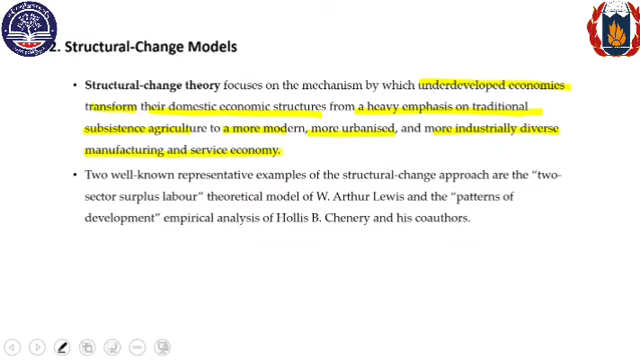 2. Structural-Change Models
• Structural-change theory focuses on the mechanism by which underdeveloped economies
transform their domestic economic structures from a heavy emphasis on traditional
subsistence agriculture to a more modern, more urbanised, and more industrially diverse
manufacturing and service economy.
• Two well-known representative examples of the structural-change approach are the “two-
sector surplus labour” theoretical model of W. Arthur Lewis and the “patterns of
development” empirical analysis of Hollis B. Chenery and his coauthors.